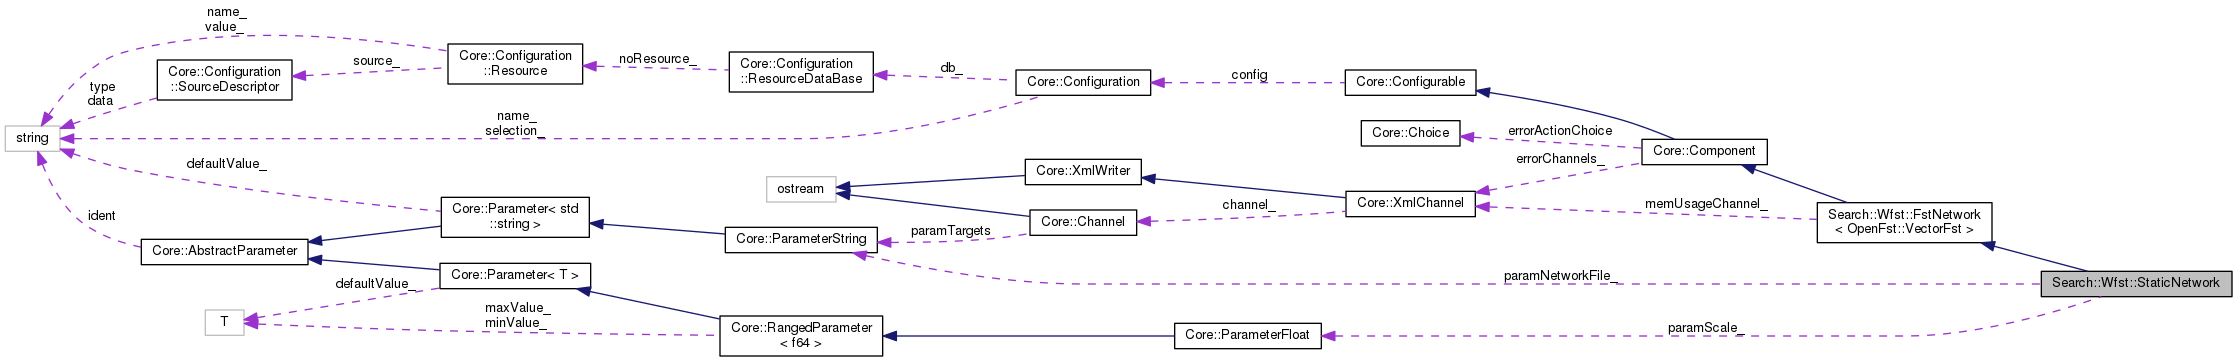 name_
value_
Core::Configuration
::Resource
source_
noResource_
Core::Configuration
::ResourceDataBase
Core::Configuration
::SourceDescriptor
type
data
db_
Core::Configuration
config
Core::Configurable
string
name_
selection_
Core::Choice
errorActionChoice
Core::Component
errorChannels_
defaultValue_
ostream
Core::XmlWriter
Core::XmlChannel
channel_
memUsageChannel_
Search::Wfst::FstNetwork
< OpenFst::VectorFst >
ident
Core::Parameter< std
::string >
Core::Channel
paramTargets
Core::ParameterString
Core::AbstractParameter
Core::Parameter< T >
defaultValue_
paramNetworkFile_
Search::Wfst::StaticNetwork
T
maxValue_
minValue_
Core::RangedParameter
< f64 >
Core::ParameterFloat
paramScale_